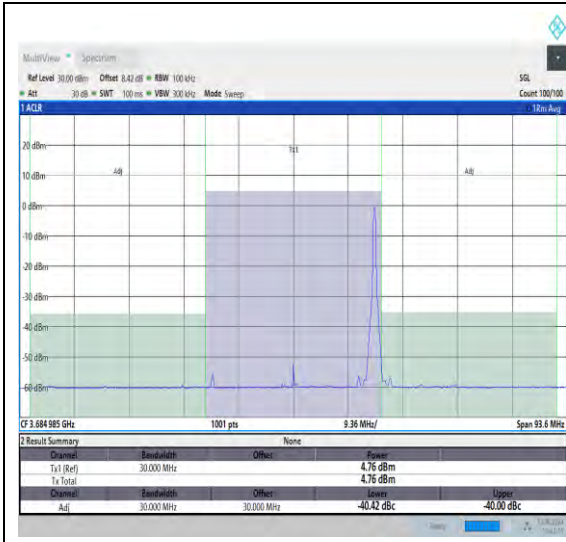 MultiView Spectrum
Ref Level 30.00 dBm Offset 8.42 dB RBW 100 kHz SGL
Att 30 dB SWT 100 ms VBW 300 kHz Mode Sweep Count 100/100
1 ACLR 1Rm Avg
Tx1
20 dBm
Adj Adj
10 dBm
0 dBm
-10 dBm
-20 dBm
-30 dBm
-40 dBm
-50 dBm
-60 dBm
CF 3.684 985 GHz 1001 pts 9.36 MHz/ Span 93.6 MHz
2 Result Summary None
Channel Bandwidth Offset Power
Tx1 (Ref) 30.000 MHz 4.76 dBm
Tx Total 4.76 dBm
Channel Bandwidth Offset Lower Upper
Adj 30.000 MHz 30.000 MHz -40.42 dBc -40.00 dBc
Ready